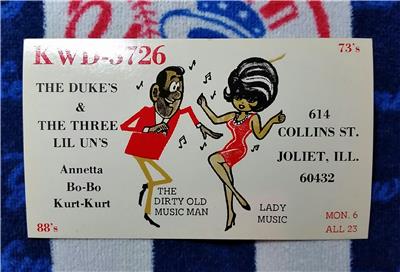 KWD-5726
73's
THE DUKE'S
&
THE THREE
LIL UN'S
Annetta
Bo-Bo
Kurt-Kurt
THE
DIRTY OLD
MUSIC MAN
LADY
MUSIC
614
COLLINS ST.
JOLIET, ILL.
60432
88's
MON. 6
ALL 23